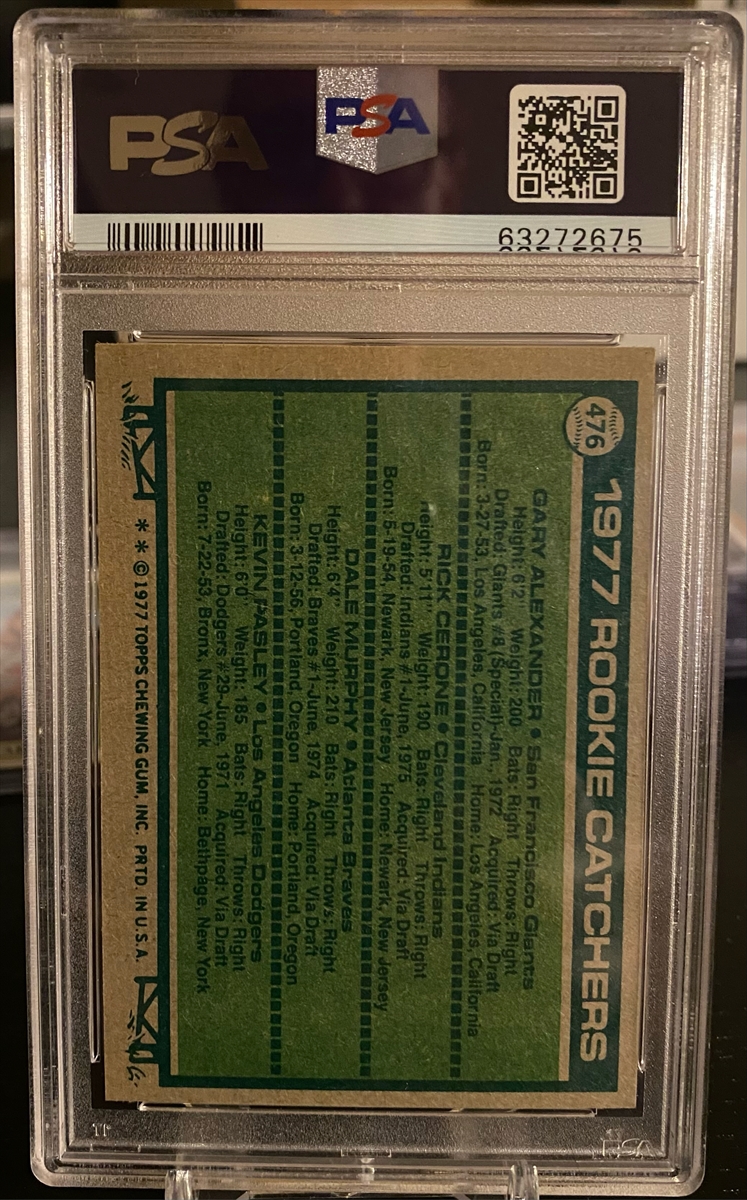 PSA
PSA
63272675
476
1977 ROOKIE CATCHERS
GARY ALEXANDER • San Francisco Giants
Height: 6'2" Weight: 200 Bats: Right Throws: Right
Drafted: Giants #8 (Special)-Jan., 1972 Acquired: Via Draft
Born: 3-27-53, Los Angeles, California Home: Los Angeles, California
RICK CERONE • Cleveland Indians
Height: 5'11" Weight: 190 Bats: Right Throws: Right
Drafted: Indians #1-June, 1975 Acquired: Via Draft
Born: 5-19-54, Newark, New Jersey Home: Newark, New Jersey
DALE MURPHY • Atlanta Braves
Height: 6'4" Weight: 210 Bats: Right Throws: Right
Drafted: Braves #1-June, 1974 Acquired: Via Draft
Born: 3-12-56, Portland, Oregon Home: Portland, Oregon
KEVIN PASLEY • Los Angeles Dodgers
Height: 6'0" Weight: 185 Bats: Right Throws: Right
Drafted: Dodgers #29-June, 1971 Acquired: Via Draft
Born: 7-22-53, Bronx, New York Home: Bethpage, New York
* * © 1977 TOPPS CHEWING GUM, INC. PRTD. IN U.S.A.
PSA